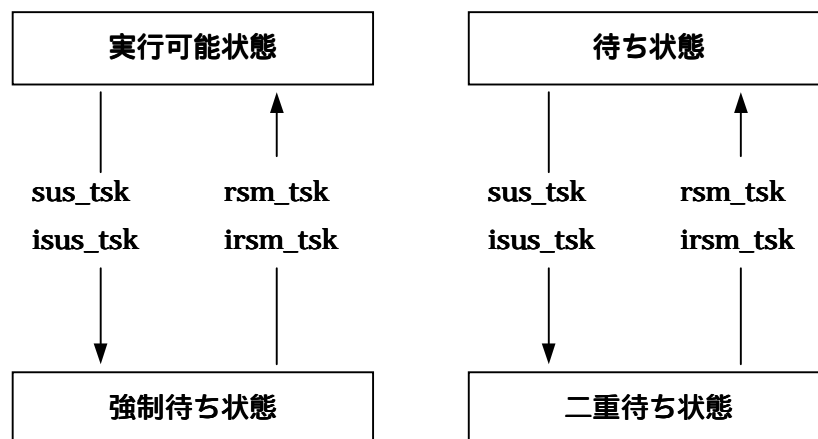 実行可能状態
待ち状態
sus_tsk
rsm_tsk
sus_tsk
rsm_tsk
isus_tsk
irsm_tsk
isus_tsk
irsm_tsk
強制待ち状態
二重待ち状態